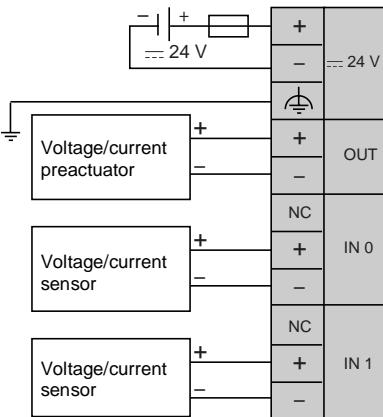 − + +
⎓ 24 V
− ⎓ 24 V
Voltage/current
preactuator
+ +
− −
OUT
NC
Voltage/current
sensor
+ +
− −
IN 0
NC
Voltage/current
sensor
+ +
− −
IN 1